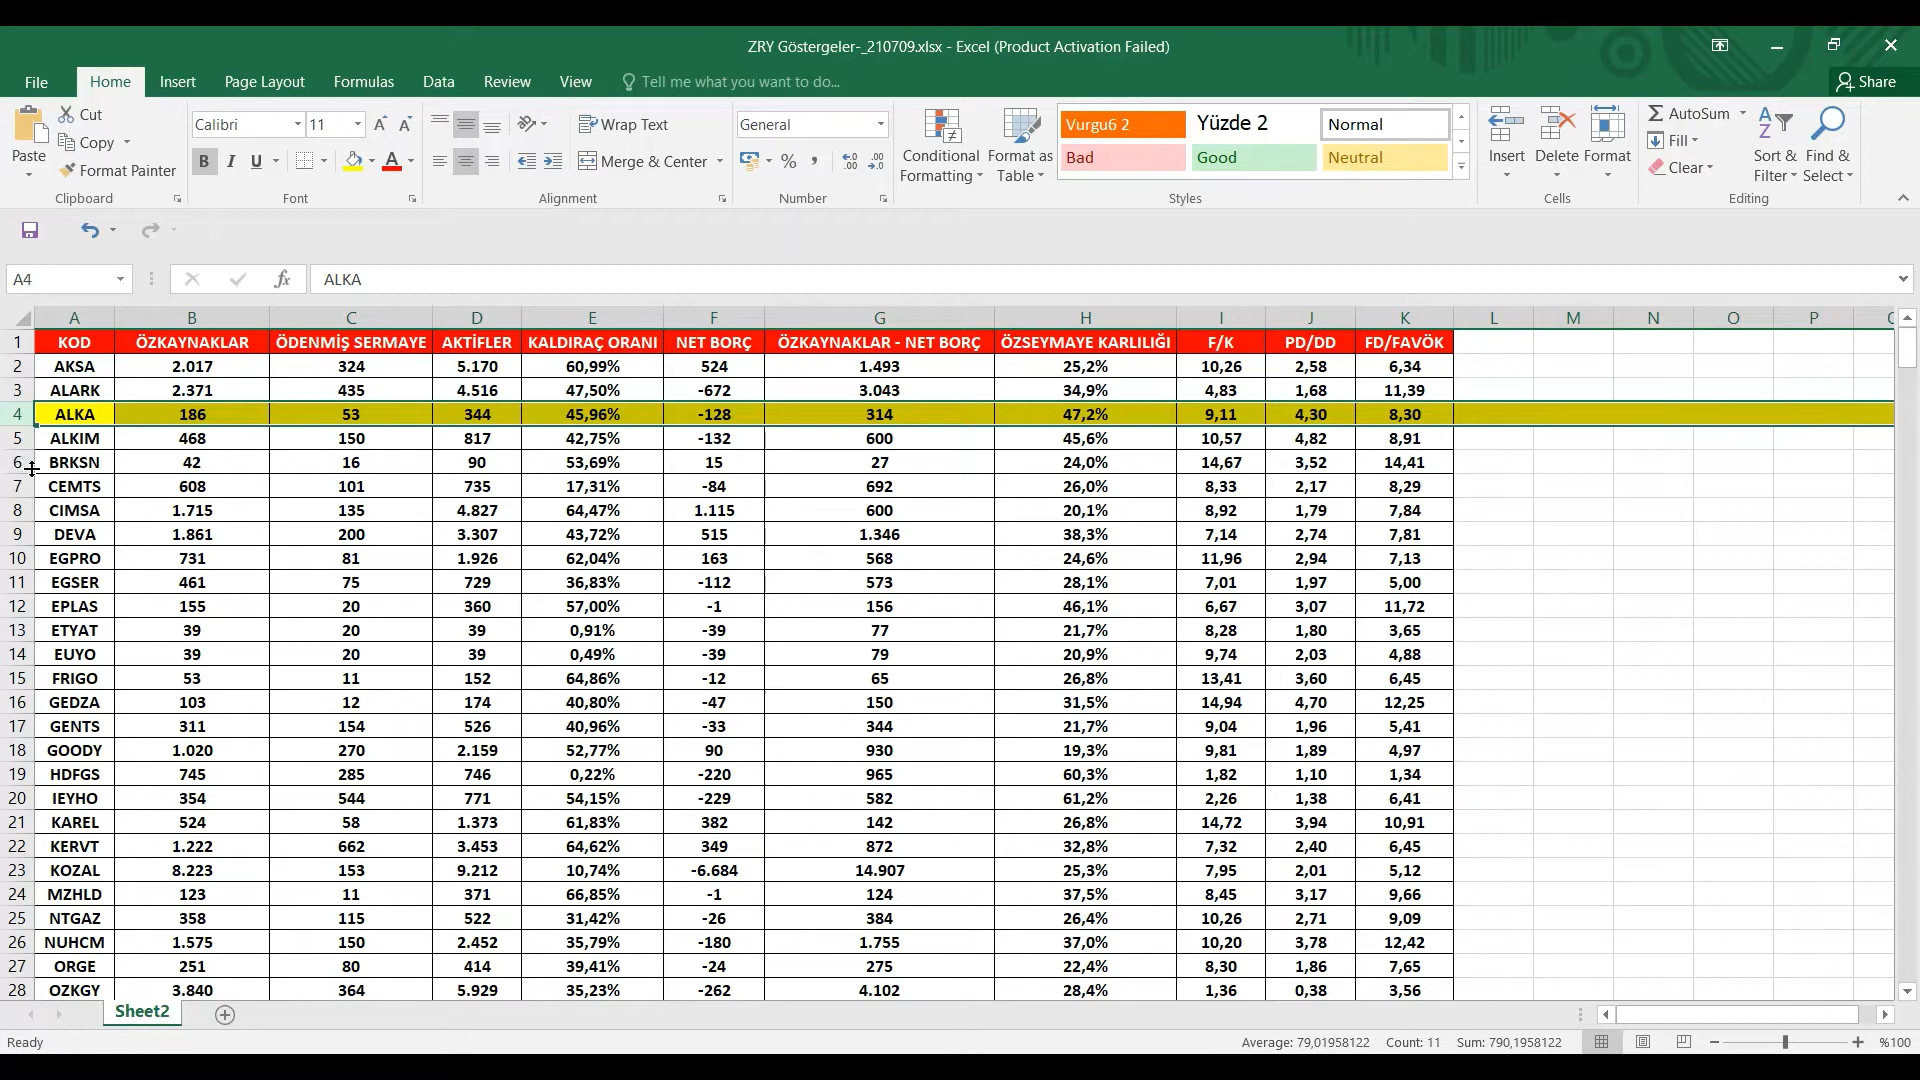 ZRY Göstergeler-_210709.xlsx - Excel (Product Activation Failed)
File Home Insert Page Layout Formulas Data Review View Tell me what you want to do... Share
Paste Cut Copy Format Painter Clipboard
Calibri 11 B I U A Font
Wrap Text Merge & Center Alignment
General % Number
Conditional Formatting Format as Table
Vurgu6 2 Yüzde 2 Normal
Bad Good Neutral
Styles
Insert Delete Format Cells
AutoSum Fill Clear Sort & Filter Find & Select Editing
A4 fx ALKA
A B C D E F G H I J K L M N O P
1 KOD ÖZKAYNAKLAR ÖDENMİŞ SERMAYE AKTİFLER KALDIRAÇ ORANI NET BORÇ ÖZKAYNAKLAR - NET BORÇ ÖZSEYMAYE KARLILIĞI F/K PD/DD FD/FAVÖK
2 AKSA 2.017 324 5.170 60,99% 524 1.493 25,2% 10,26 2,58 6,34
3 ALARK 2.371 435 4.516 47,50% -672 3.043 34,9% 4,83 1,68 11,39
4 ALKA 186 53 344 45,96% -128 314 47,2% 9,11 4,30 8,30
5 ALKIM 468 150 817 42,75% -132 600 45,6% 10,57 4,82 8,91
6 BRKSN 42 16 90 53,69% 15 27 24,0% 14,67 3,52 14,41
7 CEMTS 608 101 735 17,31% -84 692 26,0% 8,33 2,17 8,29
8 CIMSA 1.715 135 4.827 64,47% 1.115 600 20,1% 8,92 1,79 7,84
9 DEVA 1.861 200 3.307 43,72% 515 1.346 38,3% 7,14 2,74 7,81
10 EGPRO 731 81 1.926 62,04% 163 568 24,6% 11,96 2,94 7,13
11 EGSER 461 75 729 36,83% -112 573 28,1% 7,01 1,97 5,00
12 EPLAS 155 20 360 57,00% -1 156 46,1% 6,67 3,07 11,72
13 ETYAT 39 20 39 0,91% -39 77 21,7% 8,28 1,80 3,65
14 EUYO 39 20 39 0,49% -39 79 20,9% 9,74 2,03 4,88
15 FRIGO 53 11 152 64,86% -12 65 26,8% 13,41 3,60 6,45
16 GEDZA 103 12 174 40,80% -47 150 31,5% 14,94 4,70 12,25
17 GENTS 311 154 526 40,96% -33 344 21,7% 9,04 1,96 5,41
18 GOODY 1.020 270 2.159 52,77% 90 930 19,3% 9,81 1,89 4,97
19 HDFGS 745 285 746 0,22% -220 965 60,3% 1,82 1,10 1,34
20 IEYHO 354 544 771 54,15% -229 582 61,2% 2,26 1,38 6,41
21 KAREL 524 58 1.373 61,83% 382 142 26,8% 14,72 3,94 10,91
22 KERVT 1.222 662 3.453 64,62% 349 872 32,8% 7,32 2,40 6,45
23 KOZAL 8.223 153 9.212 10,74% -6.684 14.907 25,3% 7,95 2,01 5,12
24 MZHLD 123 11 371 66,85% -1 124 37,5% 8,45 3,17 9,66
25 NTGAZ 358 115 522 31,42% -26 384 26,4% 10,26 2,71 9,09
26 NUHCM 1.575 150 2.452 35,79% -180 1.755 37,0% 10,20 3,78 12,42
27 ORGE 251 80 414 39,41% -24 275 22,4% 8,30 1,86 7,65
28 OZKGY 3.840 364 5.929 35,23% -262 4.102 28,4% 1,36 0,38 3,56
Sheet2
Ready Average: 79,01958122 Count: 11 Sum: 790,1958122 %100